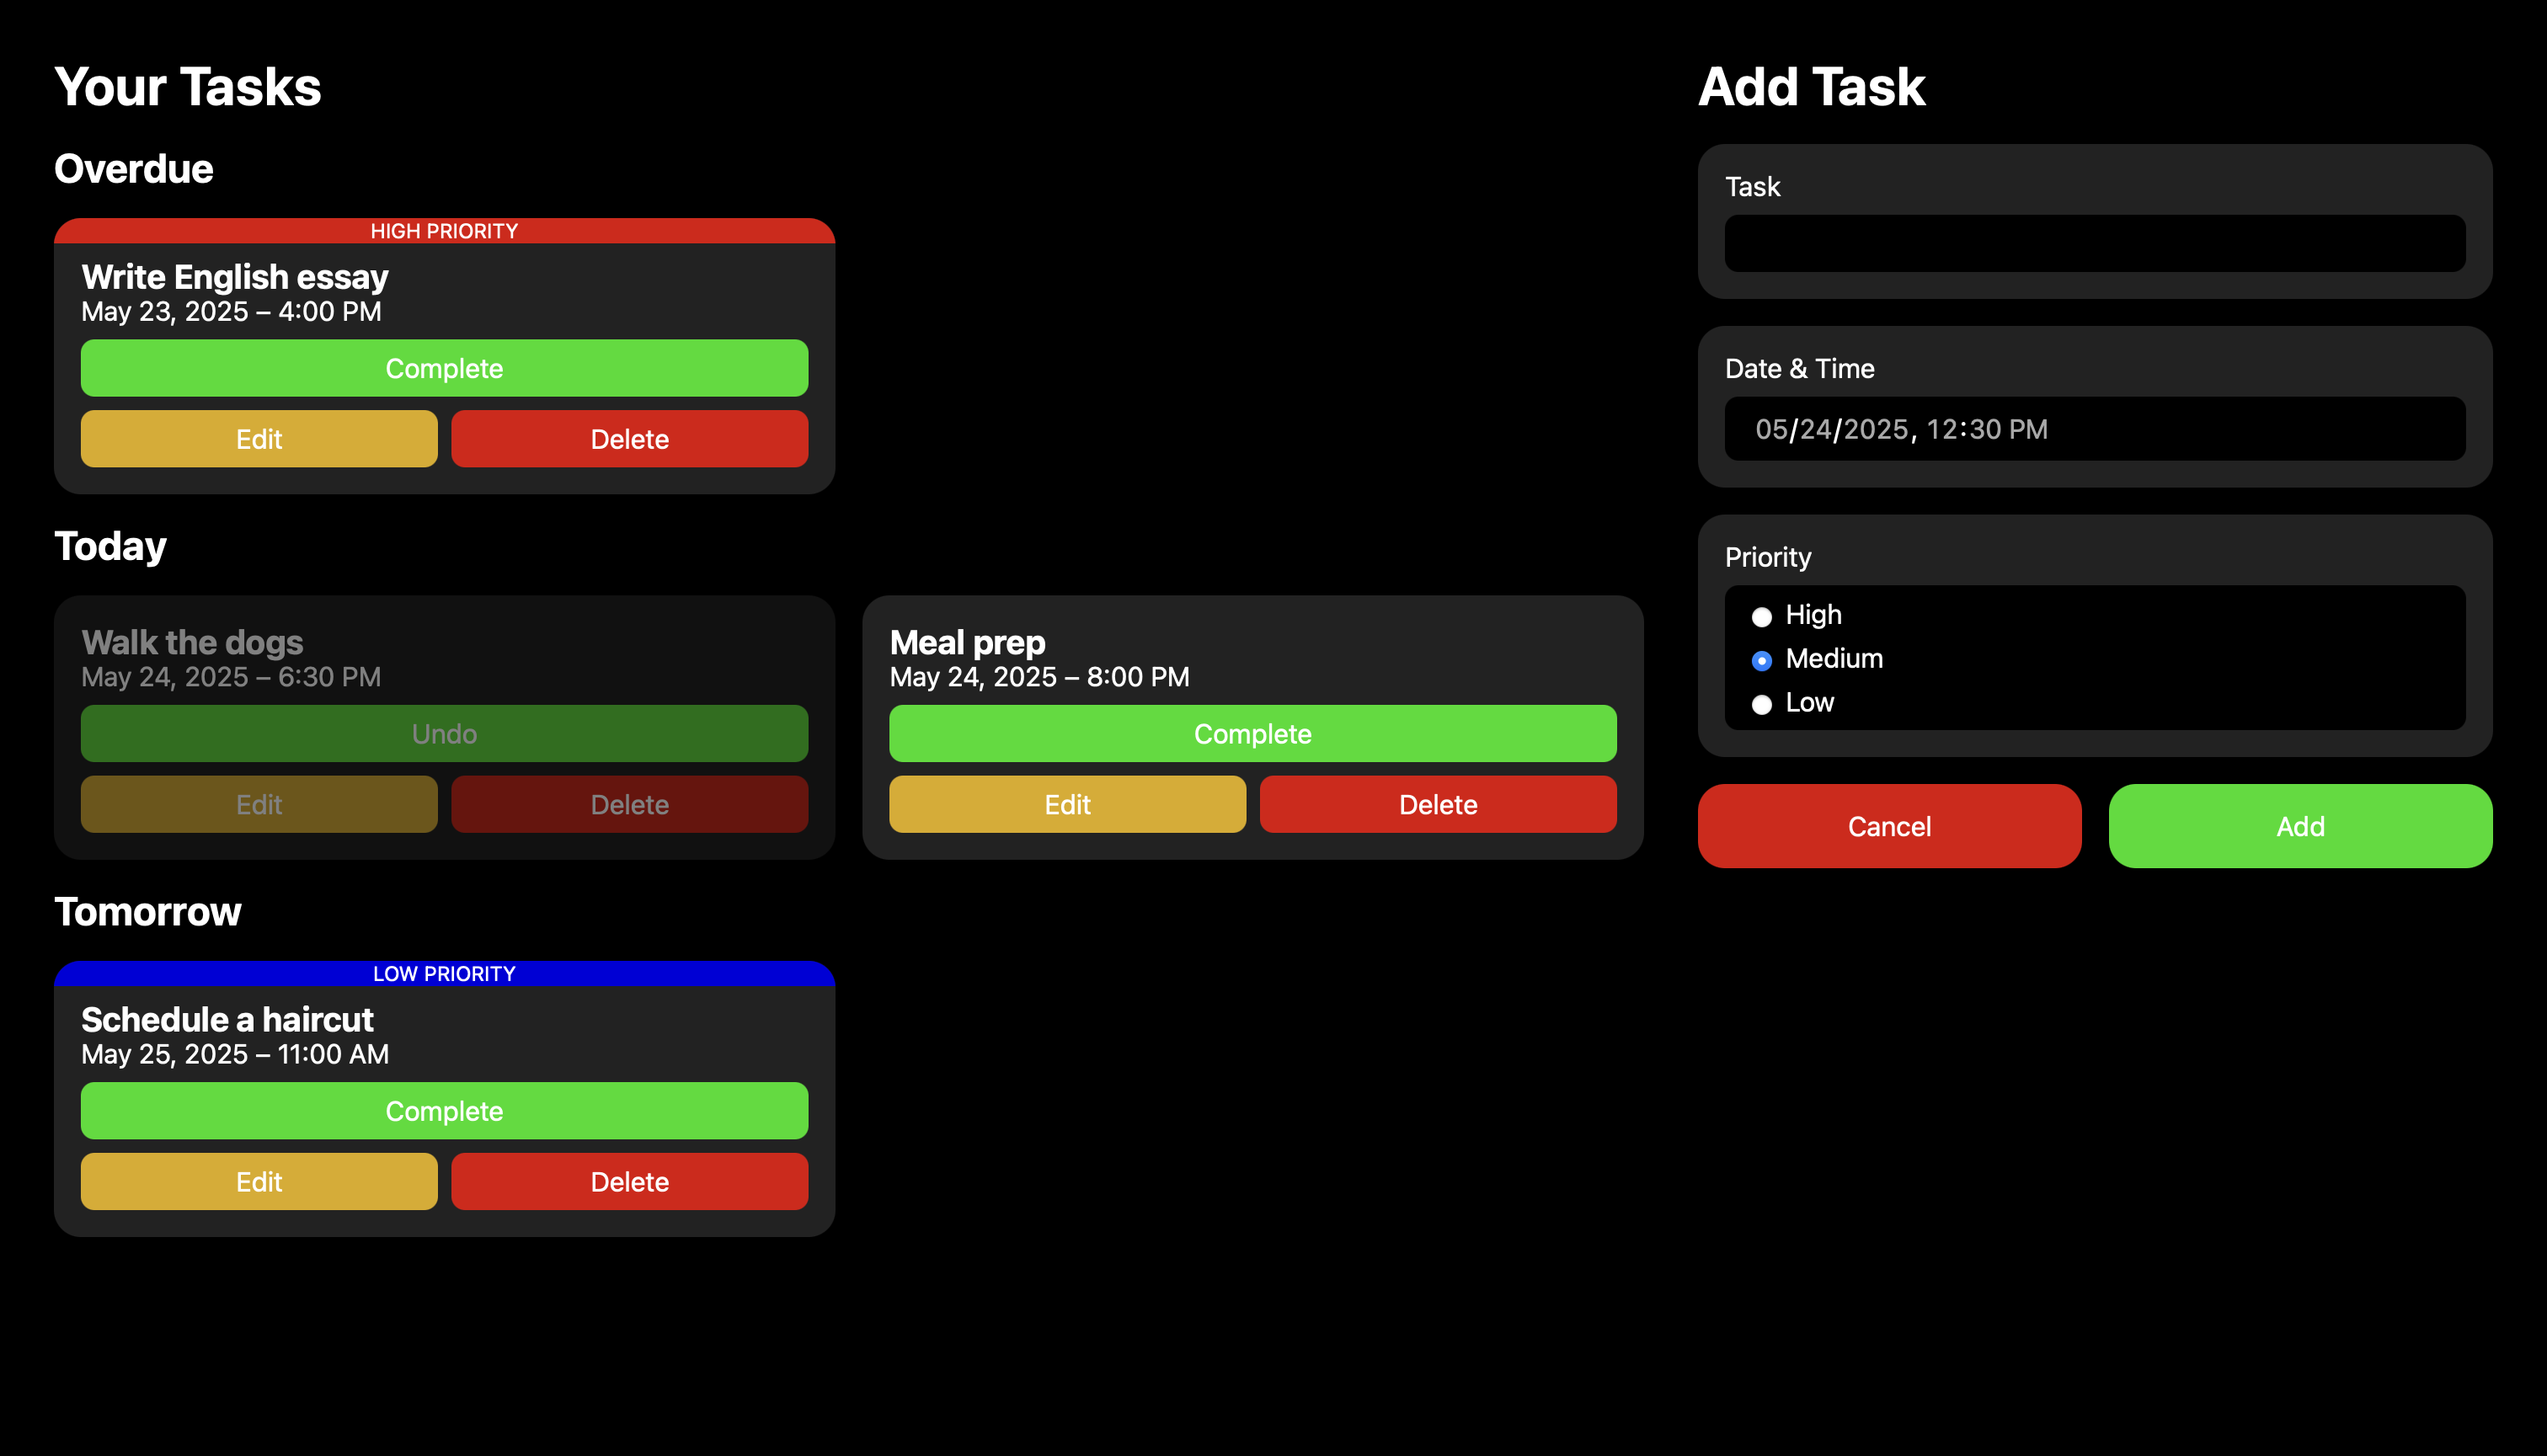 Your Tasks
Overdue
HIGH PRIORITY
Write English essay
May 23, 2025 – 4:00 PM
Complete
Edit
Delete
Today
Walk the dogs
May 24, 2025 – 6:30 PM
Undo
Edit
Delete
Meal prep
May 24, 2025 – 8:00 PM
Complete
Edit
Delete
Tomorrow
LOW PRIORITY
Schedule a haircut
May 25, 2025 – 11:00 AM
Complete
Edit
Delete
Add Task
Task
Date & Time
05/24/2025, 12:30 PM
Priority
High
Medium
Low
Cancel
Add